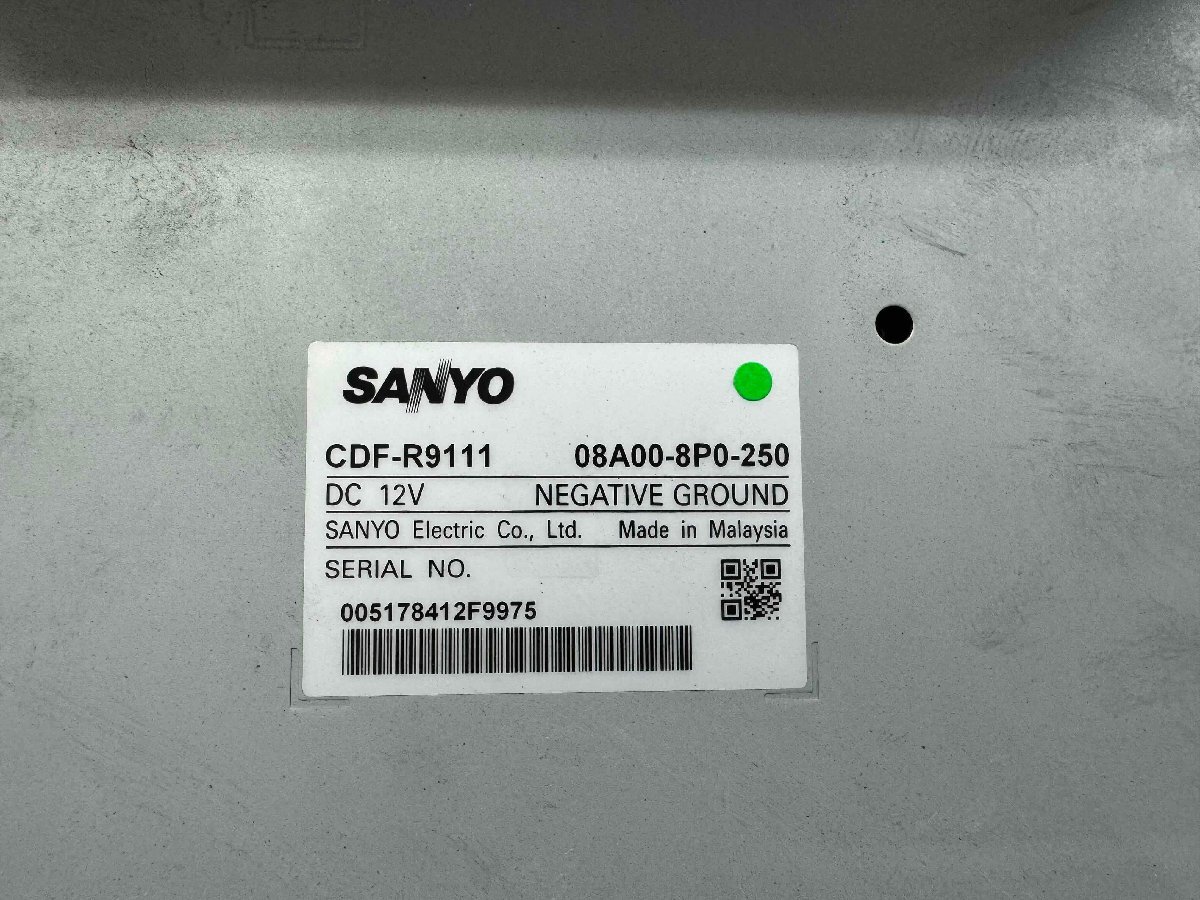 SANYO
CDF-R9111 08A00-8P0-250
DC 12V NEGATIVE GROUND
SANYO Electric Co., Ltd. Made in Malaysia
SERIAL NO.
005178412F9975